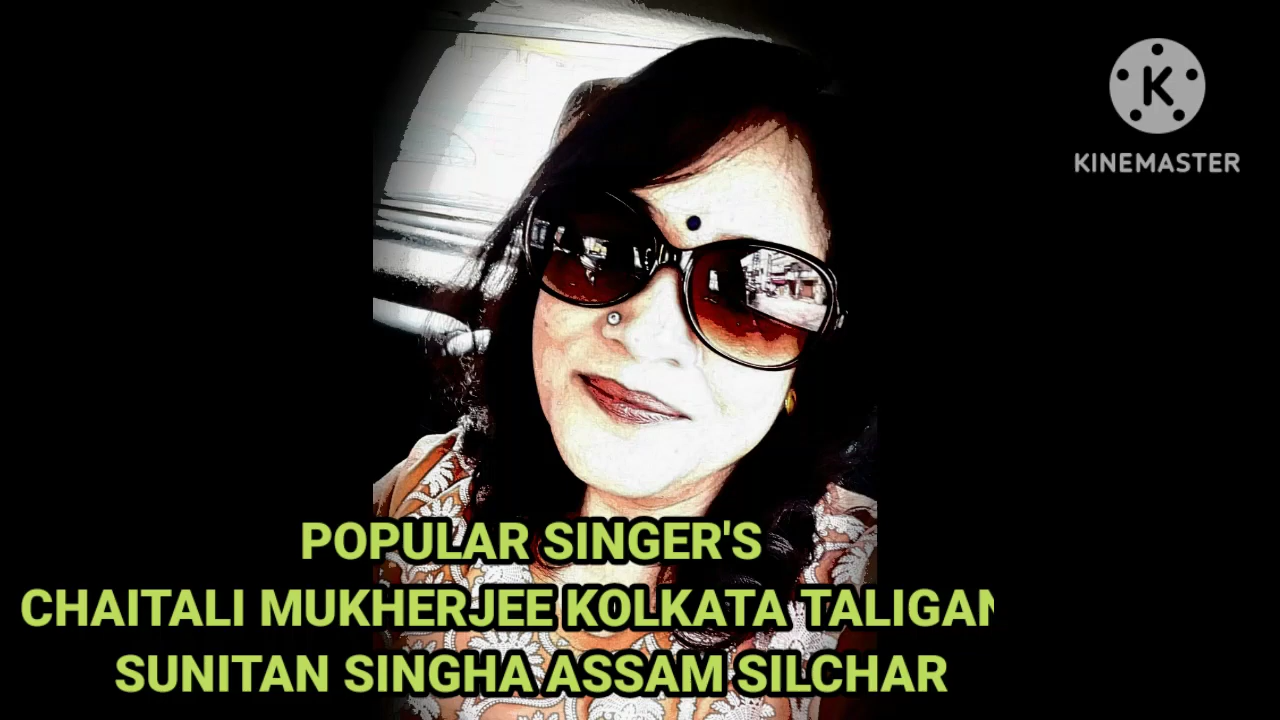 K
KINEMASTER
POPULAR SINGER'S
CHAITALI MUKHERJEE KOLKATA TALIGAN
SUNITAN SINGHA ASSAM SILCHAR